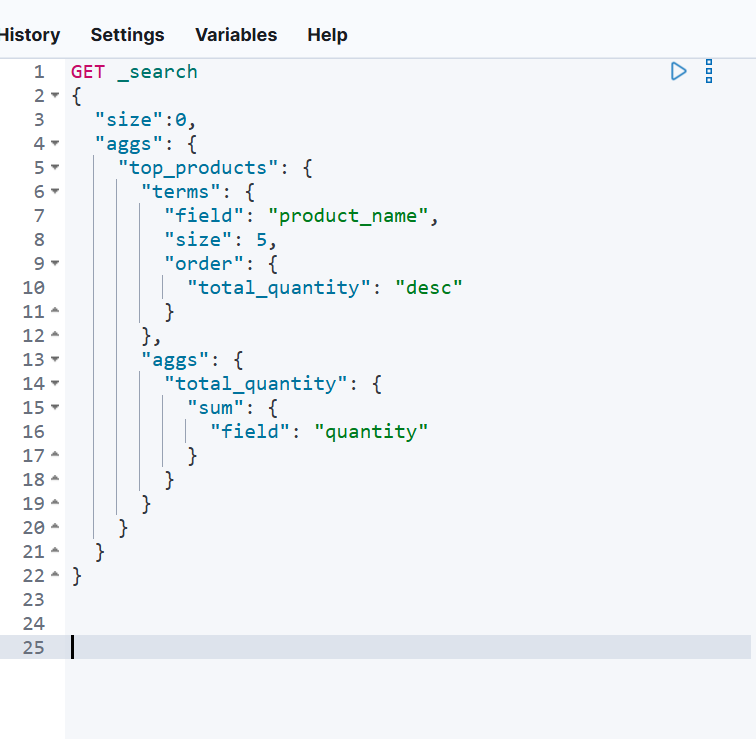 History Settings Variables Help
1 GET _search
2 {
3 "size":0,
4 "aggs": {
5 "top_products": {
6 "terms": {
7 "field": "product_name",
8 "size": 5,
9 "order": {
10 "total_quantity": "desc"
11 }
12 },
13 "aggs": {
14 "total_quantity": {
15 "sum": {
16 "field": "quantity"
17 }
18 }
19 }
20 }
21 }
22 }
23
24
25